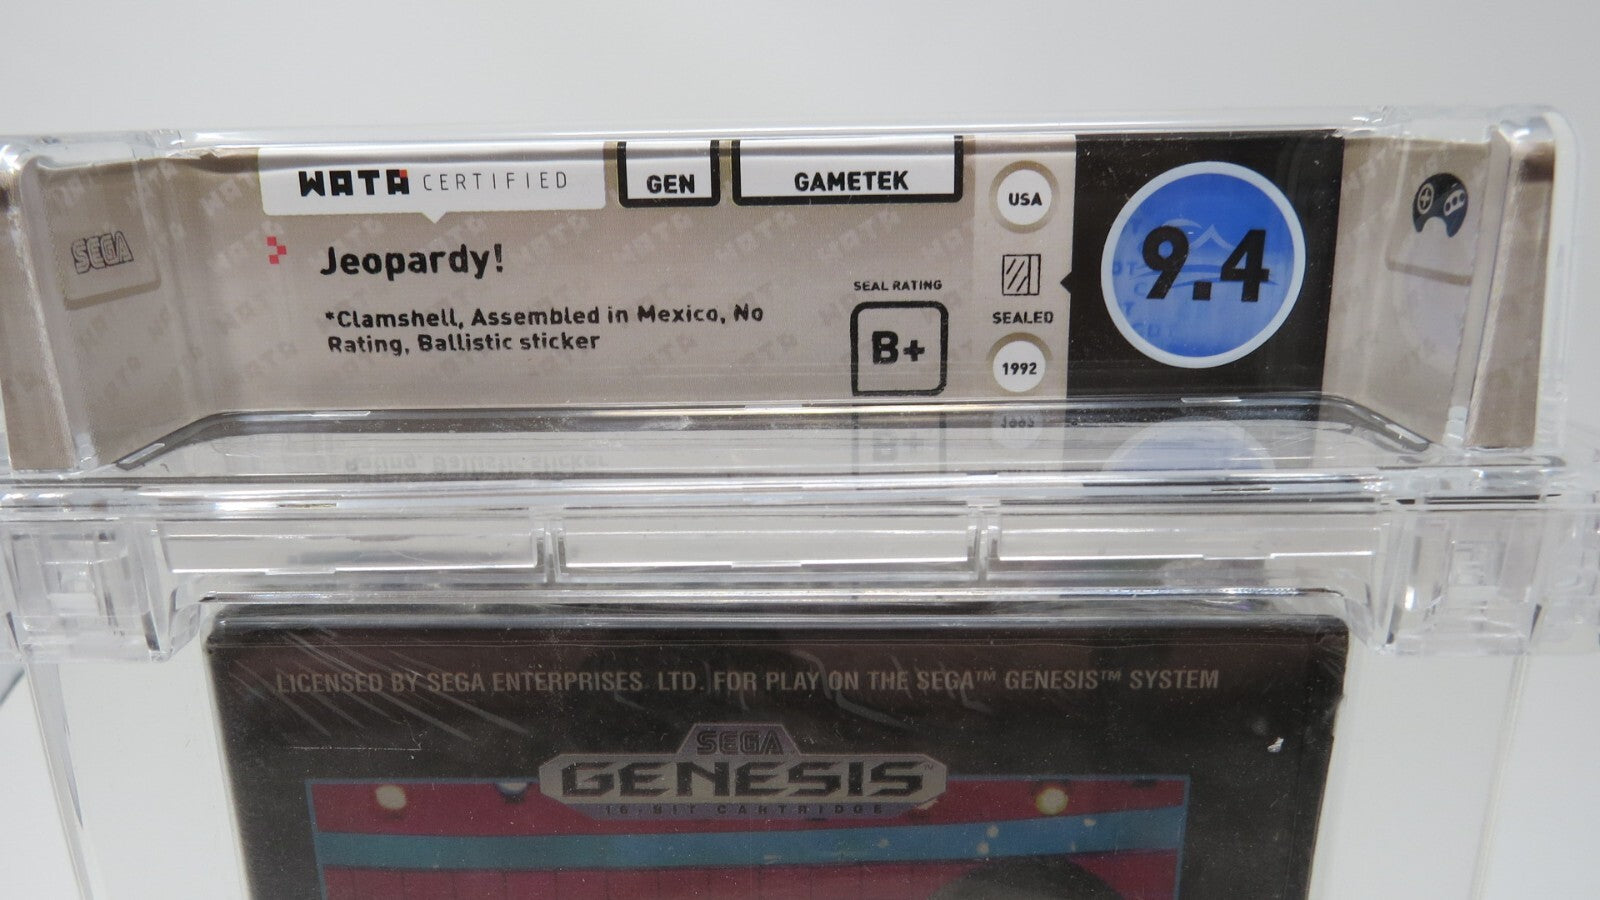 WATA CERTIFIED
GEN
GAMETEK
USA
SEGA
Jeopardy!
*Clamshell, Assembled in Mexico, No
Rating, Ballistic sticker
SEAL RATING
B+
SEALED
1992
9.4
LICENSED BY SEGA ENTERPRISES LTD. FOR PLAY ON THE SEGA™ GENESIS™ SYSTEM
SEGA
GENESIS™
16-BIT CARTRIDGE